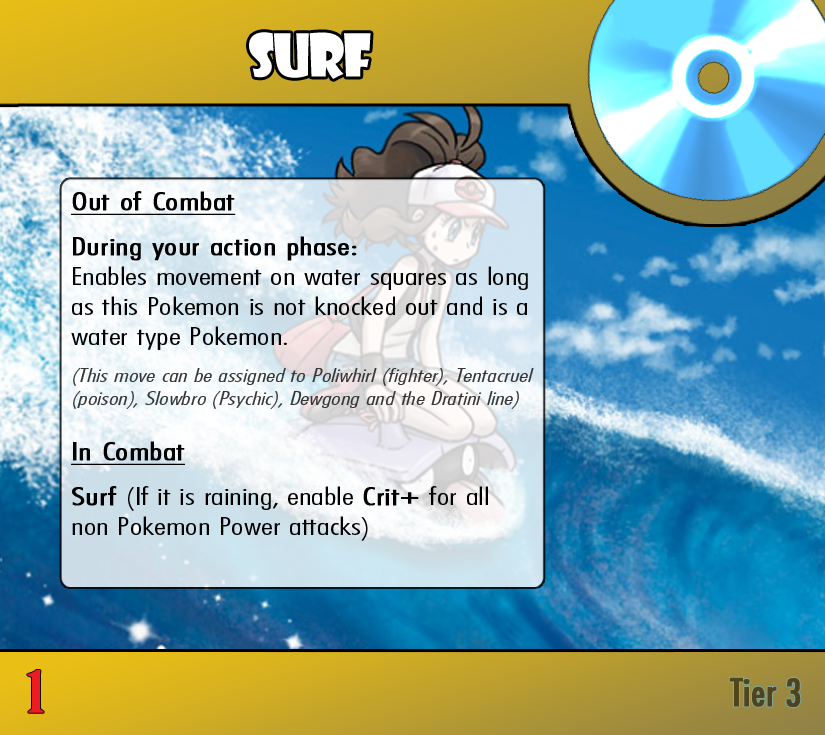 SURF
Out of Combat
During your action phase:
Enables movement on water squares as long
as this Pokemon is not knocked out and is a
water type Pokemon.
(This move can be assigned to Poliwhirl (fighter), Tentacruel
(poison), Slowbro (Psychic), Dewgong and the Dratini line)
In Combat
Surf (If it is raining, enable Crit+ for all
non Pokemon Power attacks)
1
Tier 3